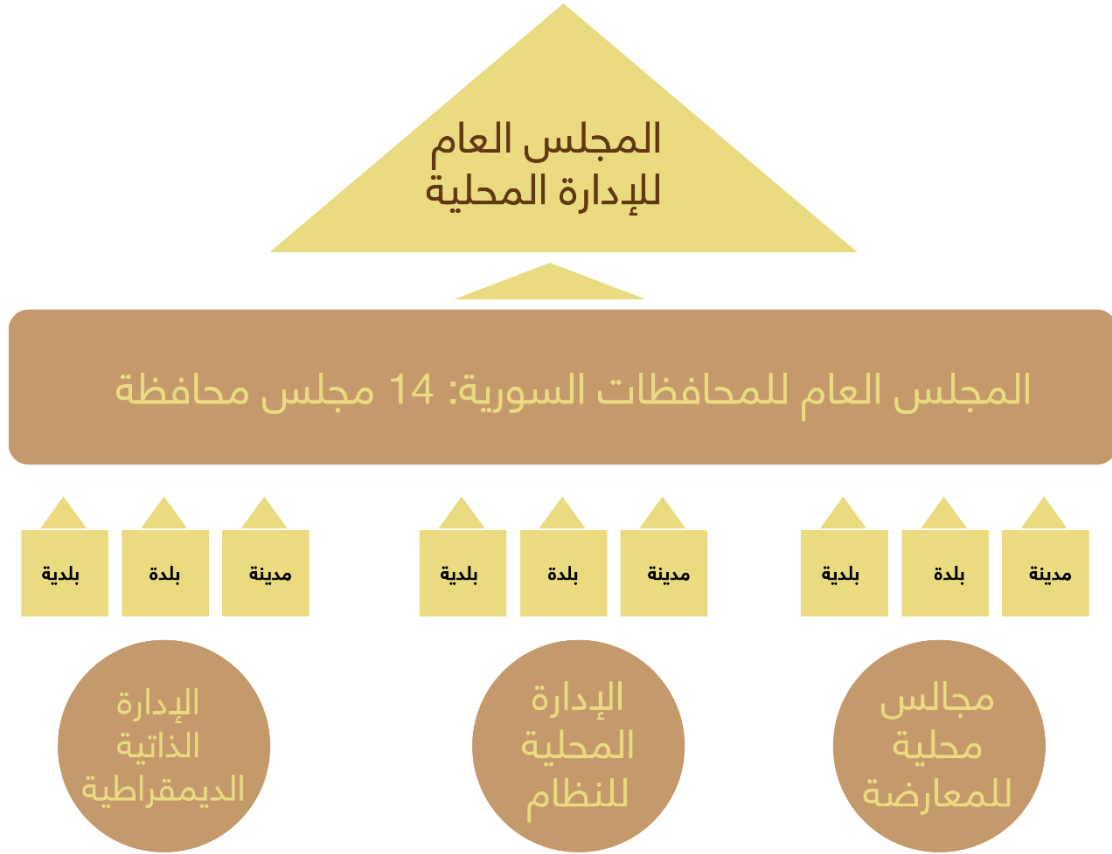 المجلس العام
للإدارة المحلية
المجلس العام للمحافظات السورية: 14 مجلس محافظة
مدينة
بلدة
بلدية
مدينة
بلدة
بلدية
مدينة
بلدة
بلدية
مجالس
محلية
للمعارضة
الإدارة
المحلية
للنظام
الإدارة
الذاتية
الديمقراطية